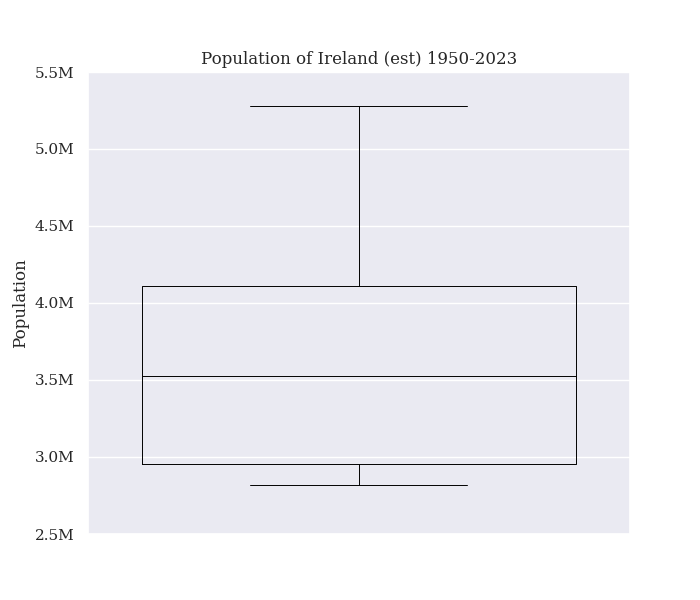 Population of Ireland (est) 1950-2023
5.5M
5.0M
4.5M
4.0M
3.5M
3.0M
2.5M
Population